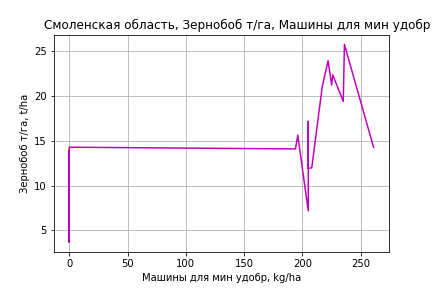 Смоленская область, Зернобоб т/га, Машины для мин удобр
25
20
15
10
5
Зернобоб т/га, t/ha
0 50 100 150 200 250
Машины для мин удобр, kg/ha